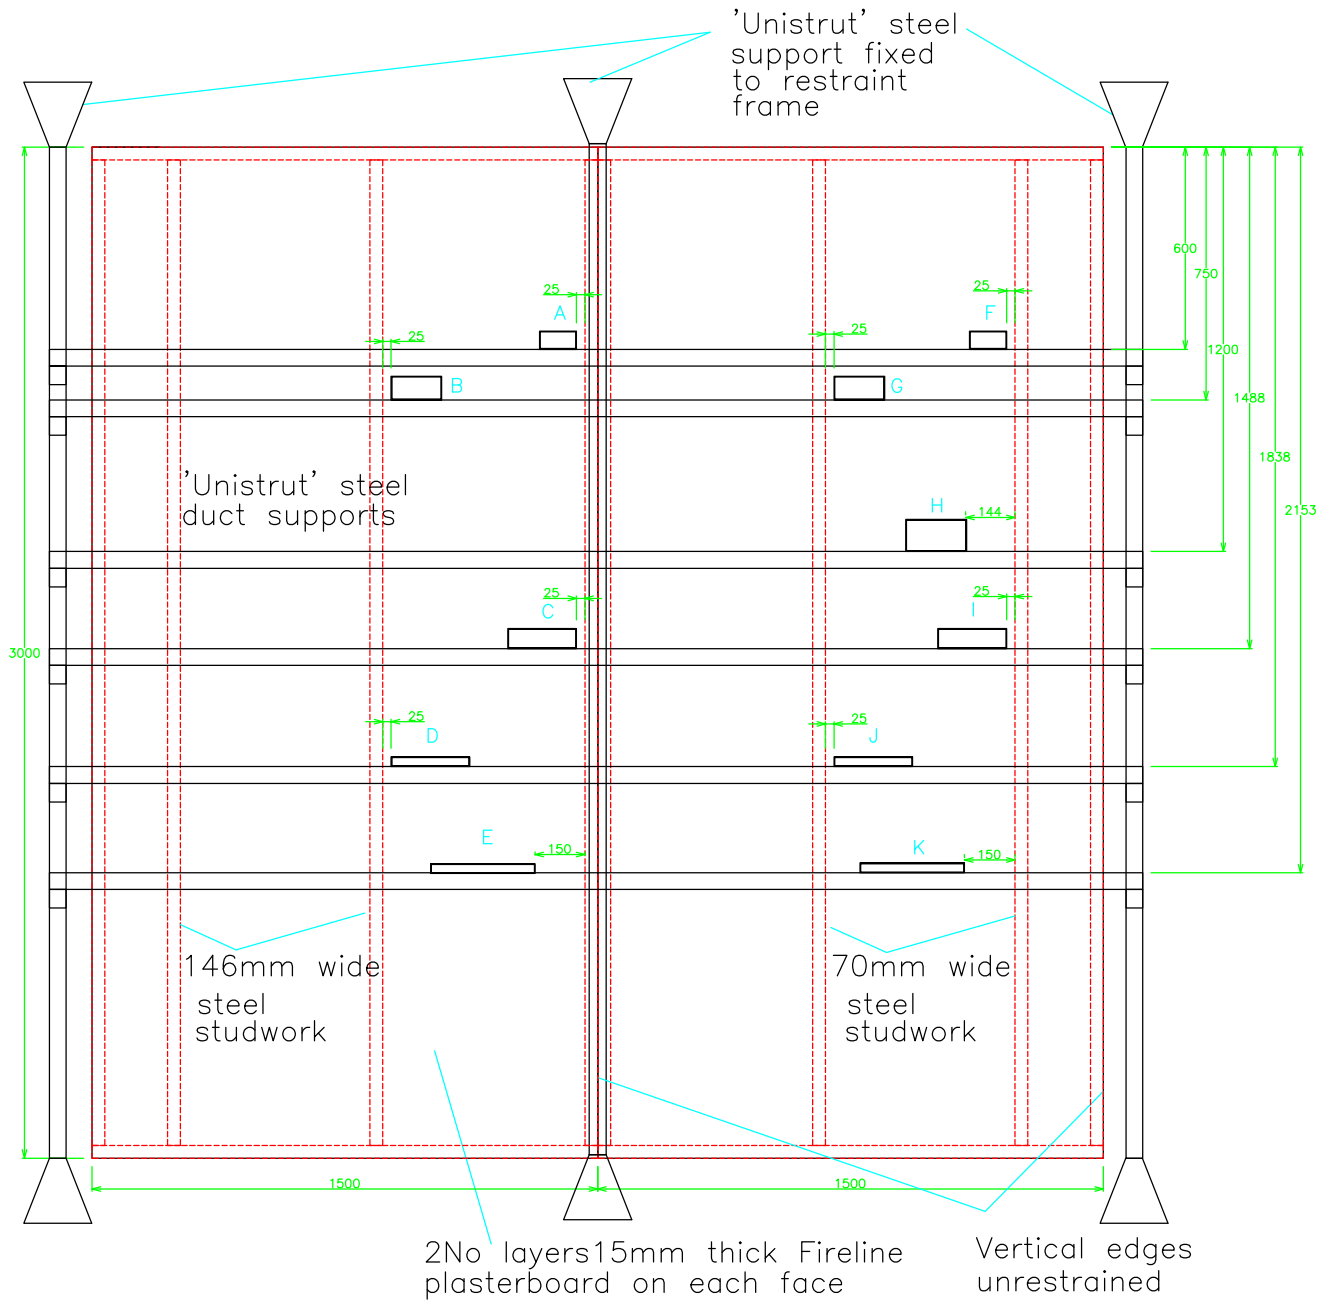 'Unistrut' steel
support fixed
to restraint
frame
600
750
25
A
25
F
25
25
1200
B
G
1488
1838
'Unistrut' steel
duct supports
H
144
2153
25
C
25
I
3000
25
D
25
J
E
150
K
150
146mm wide
steel
studwork
70mm wide
steel
studwork
1500
1500
2No layers15mm thick Fireline
plasterboard on each face
Vertical edges
unrestrained